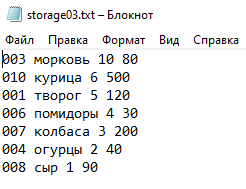 storage03.txt – Блокнот
Файл Правка Формат Вид Справка
003 морковь 10 80
010 курица 6 500
001 творог 5 120
006 помидоры 4 30
007 колбаса 3 200
004 огурцы 2 40
008 сыр 1 90